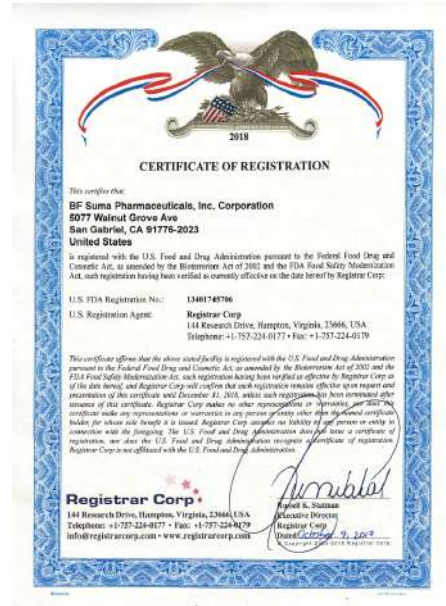 2018
CERTIFICATE OF REGISTRATION
This certifies that:
BF Suma Pharmaceuticals, Inc. Corporation
5077 Walnut Grove Ave
San Gabriel, CA 91776-2023
United States
is registered with the U.S. Food and Drug Administration pursuant to the Federal Food Drug and
Cosmetic Act, as amended by the Bioterrorism Act of 2002 and the FDA Food Safety Modernization
Act, such registration having been verified as currently effective on the date hereof by Registrar Corp:
U.S. FDA Registration No.: 13401745706
U.S. Registration Agent: Registrar Corp
144 Research Drive, Hampton, Virginia, 23666, USA
Telephone: +1-757-224-0177 • Fax: +1-757-224-0179
This certificate affirms that the above stated facility is registered with the U.S. Food and Drug Administration
pursuant to the Federal Food Drug and Cosmetic Act, as amended by the Bioterrorism Act of 2002 and the
FDA Food Safety Modernization Act, such registration having been verified as effective by Registrar Corp as
of the date hereof, and Registrar Corp will confirm that such registration remains effective upon request and
presentation of this certificate until December 31, 2018, unless such registration has been terminated after
issuance of this certificate. Registrar Corp makes no other representations or warranties, nor does this
certificate make any representations or warranties to any person or entity other than the named certificate
holder, for whose sole benefit it is issued. Registrar Corp assumes no liability to any person or entity in
connection with the foregoing. The U.S. Food and Drug Administration does not issue a certificate of
registration, nor does the U.S. Food and Drug Administration recognize a certificate of registration.
Registrar Corp is not affiliated with the U.S. Food and Drug Administration.
Registrar Corp
144 Research Drive, Hampton, Virginia, 23666, USA
Telephone: +1-757-224-0177 • Fax: +1-757-224-0179
info@registrarcorp.com • www.registrarcorp.com
Russell K. Statman
Executive Director
Registrar Corp
Dated: October 9, 2017